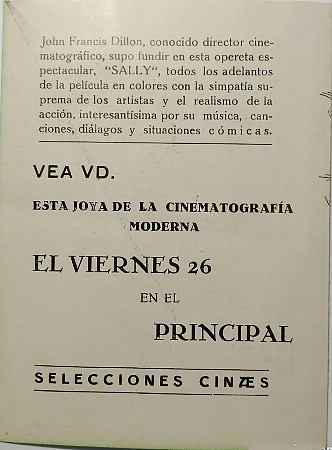 John Francis Dillon, conocido director cine-
matográfico, supo fundir en esta opereta es-
pectacular, "SALLY", todos los adelantos
de la película en colores con la simpatía su-
prema de los artistas y el realismo de la
acción, interesantísima por su música, can-
ciones, diálagos y situaciones cómicas.
VEA VD.
ESTA JOYA DE LA CINEMATOGRAFÍA
MODERNA
EL VIERNES 26
EN EL
PRINCIPAL
SELECCIONES CINÆS